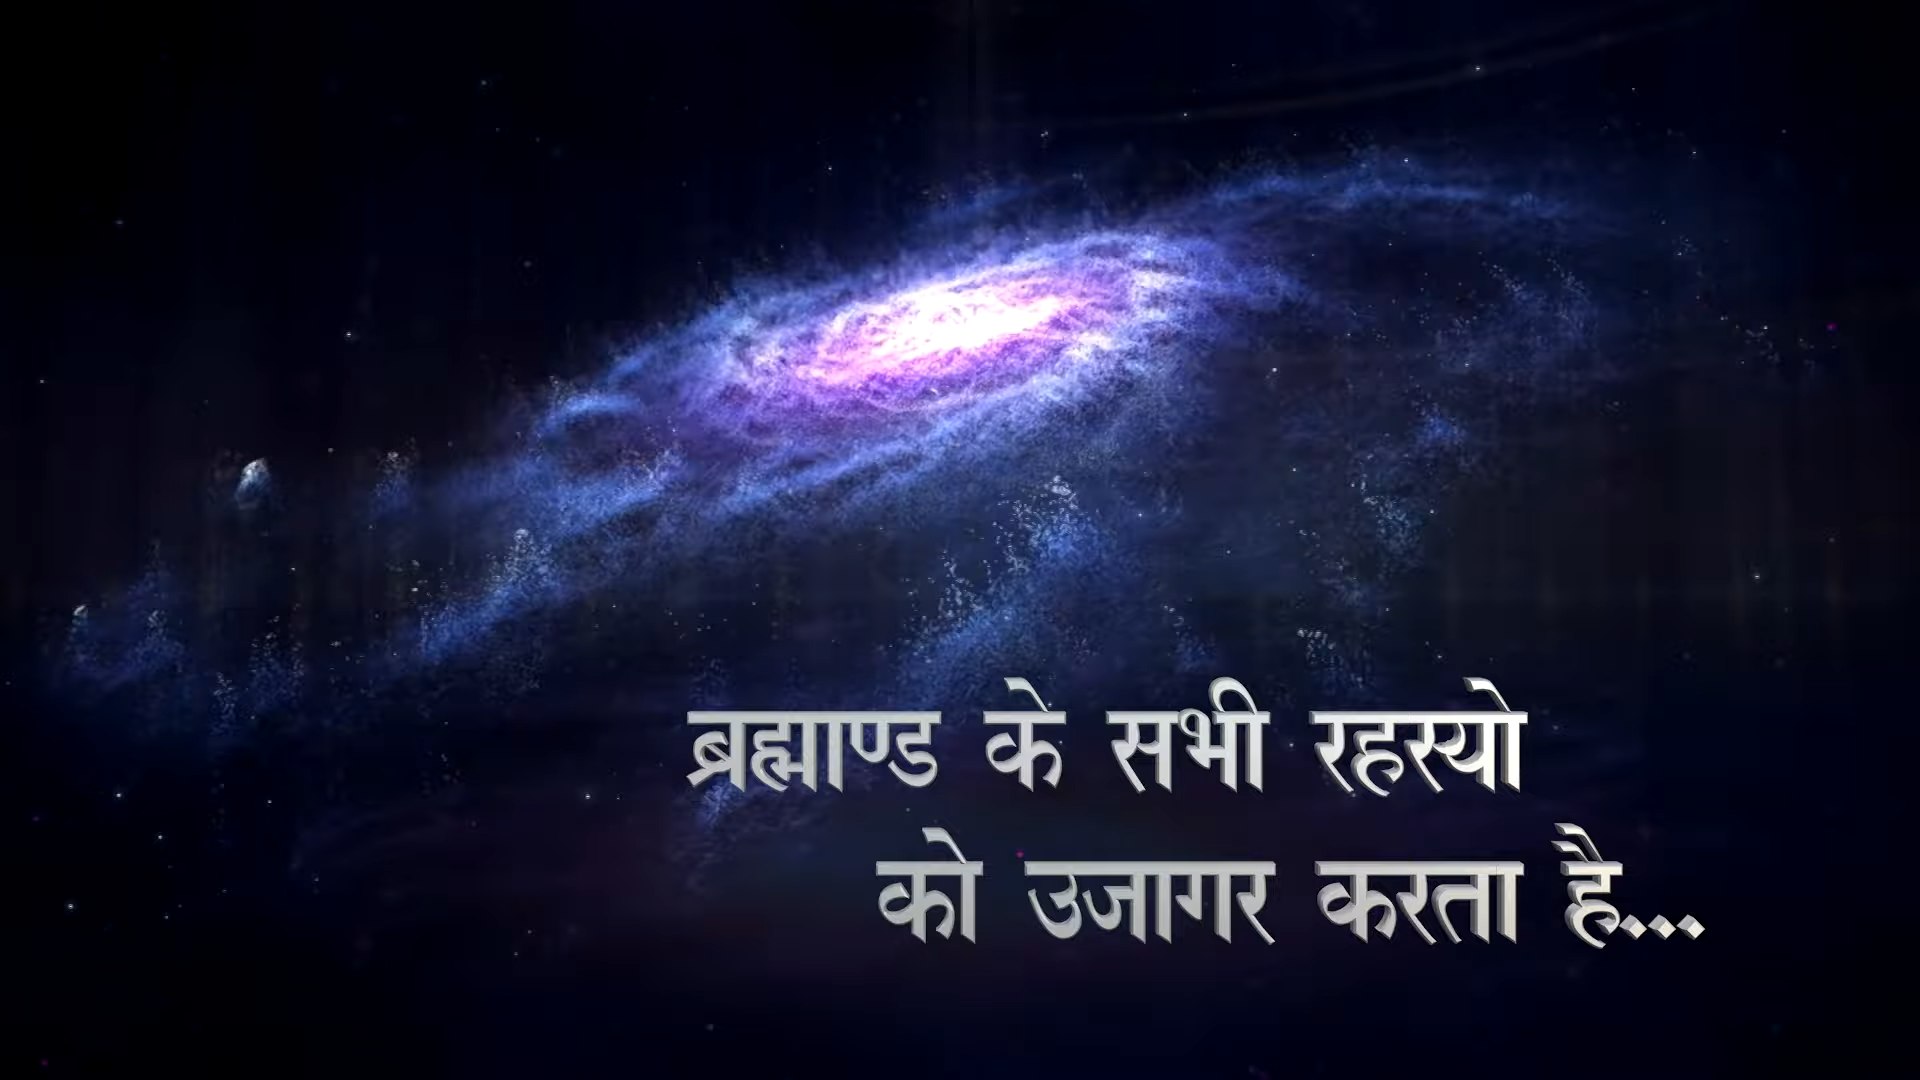 ब्रह्माण्ड के सभी रहस्यो
को उजागर करता है...